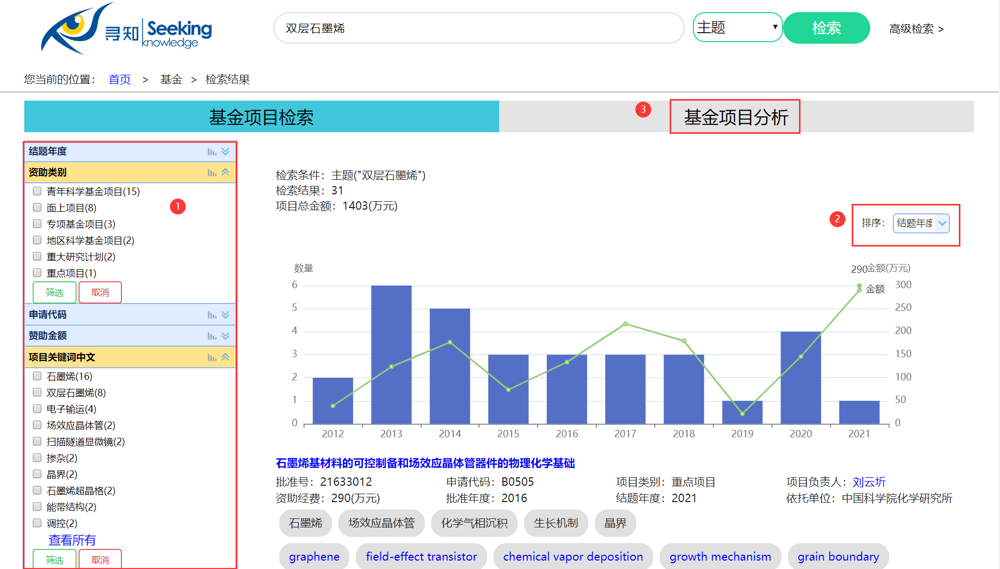 寻知 Seeking
knowledge
双层石墨烯
主题
检索
高级检索 >
您当前的位置： 首页 > 基金 > 检索结果
基金项目检索
3
基金项目分析
结题年度
资助类别
青年科学基金项目(15)
面上项目(8)
专项基金项目(3)
地区科学基金项目(2)
重大研究计划(2)
重点项目(1)
筛选 取消
1
申请代码
赞助金额
项目关键词中文
石墨烯(16)
双层石墨烯(8)
电子输运(4)
场效应晶体管(2)
扫描隧道显微镜(2)
掺杂(2)
晶界(2)
石墨烯超晶格(2)
能带结构(2)
调控(2)
查看所有
筛选 取消
检索条件：主题("双层石墨烯")
检索结果：31
项目总金额：1403(万元)
2
排序： 结题年度
数量
290金额(万元)
金额
6 300
5 250
4 200
3 150
2 100
1 50
0 0
2012 2013 2014 2015 2016 2017 2018 2019 2020 2021
石墨烯基材料的可控制备和场效应晶体管器件的物理化学基础
批准号：21633012 申请代码：B0505 项目类别：重点项目 项目负责人：刘云圻
资助经费：290(万元) 批准年度：2016 结题年度：2021 依托单位：中国科学院化学研究所
石墨烯 场效应晶体管 化学气相沉积 生长机制 晶界
graphene field-effect transistor chemical vapor deposition growth mechanism grain boundary